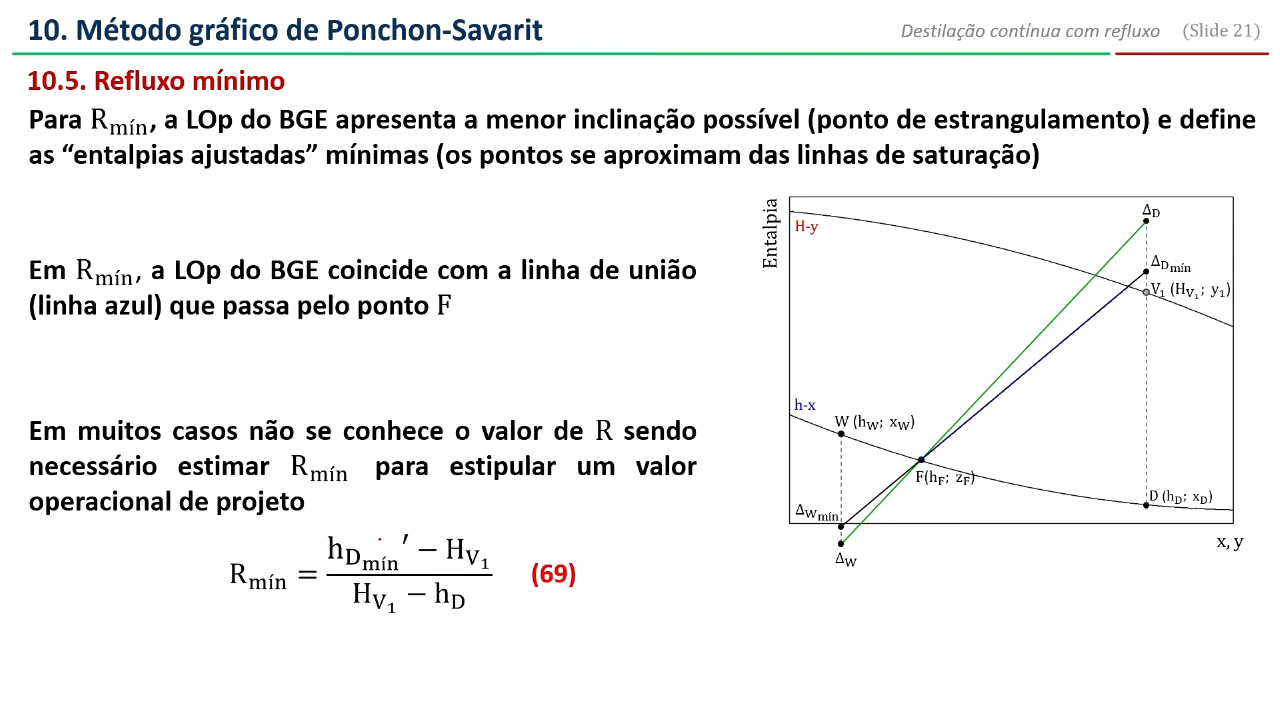 10. Método gráfico de Ponchon-Savarit
Destilação contínua com refluxo (Slide 21)
10.5. Refluxo mínimo
Para Rmín, a LOp do BGE apresenta a menor inclinação possível (ponto de estrangulamento) e define
as “entalpias ajustadas” mínimas (os pontos se aproximam das linhas de saturação)
Em Rmín, a LOp do BGE coincide com a linha de união
(linha azul) que passa pelo ponto F
Em muitos casos não se conhece o valor de R sendo
necessário estimar Rmín para estipular um valor
operacional de projeto
Rmín = (hDmín′ − HV1) / (HV1 − hD) (69)
Entalpia
H-y
ΔD
ΔDmín
V1 (HV1; y1)
h-x
W (hW; xW)
F(hF; zF)
D (hD; xD)
ΔWmín
ΔW
x, y